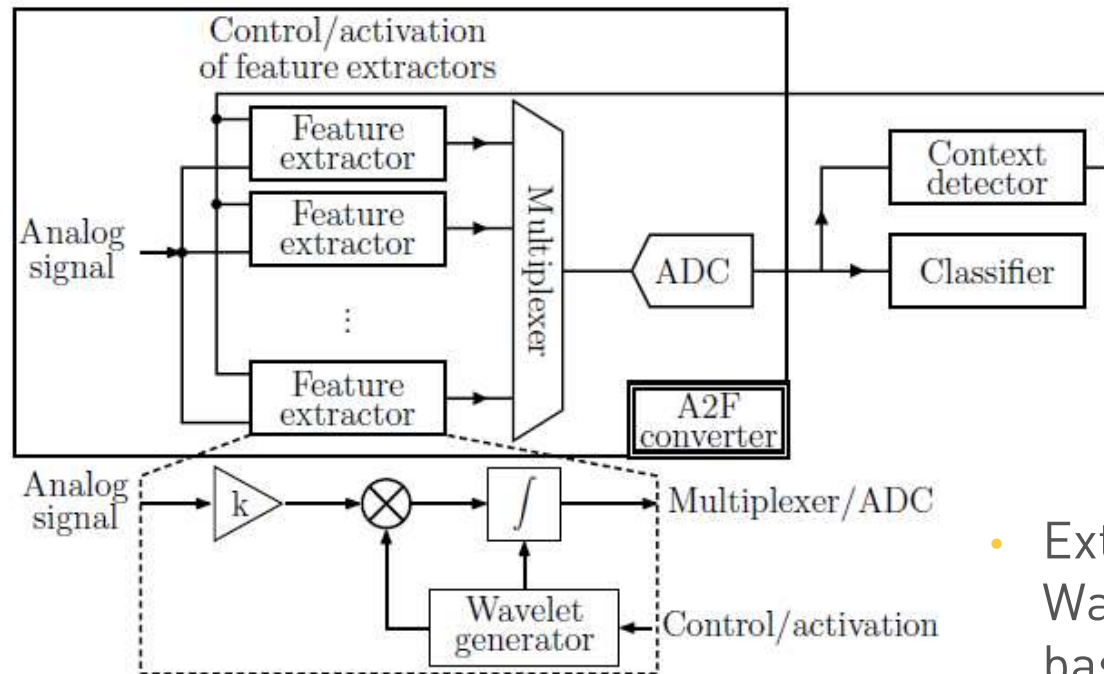 Control/activation
of feature extractors
Feature
extractor
Feature
extractor
⋮
Feature
extractor
Analog
signal
Multiplexer
ADC
Context
detector
Classifier
A2F
converter
Analog
signal
k
∫
Multiplexer/ADC
Wavelet
generator
Control/activation
• Ext
Wa
bas